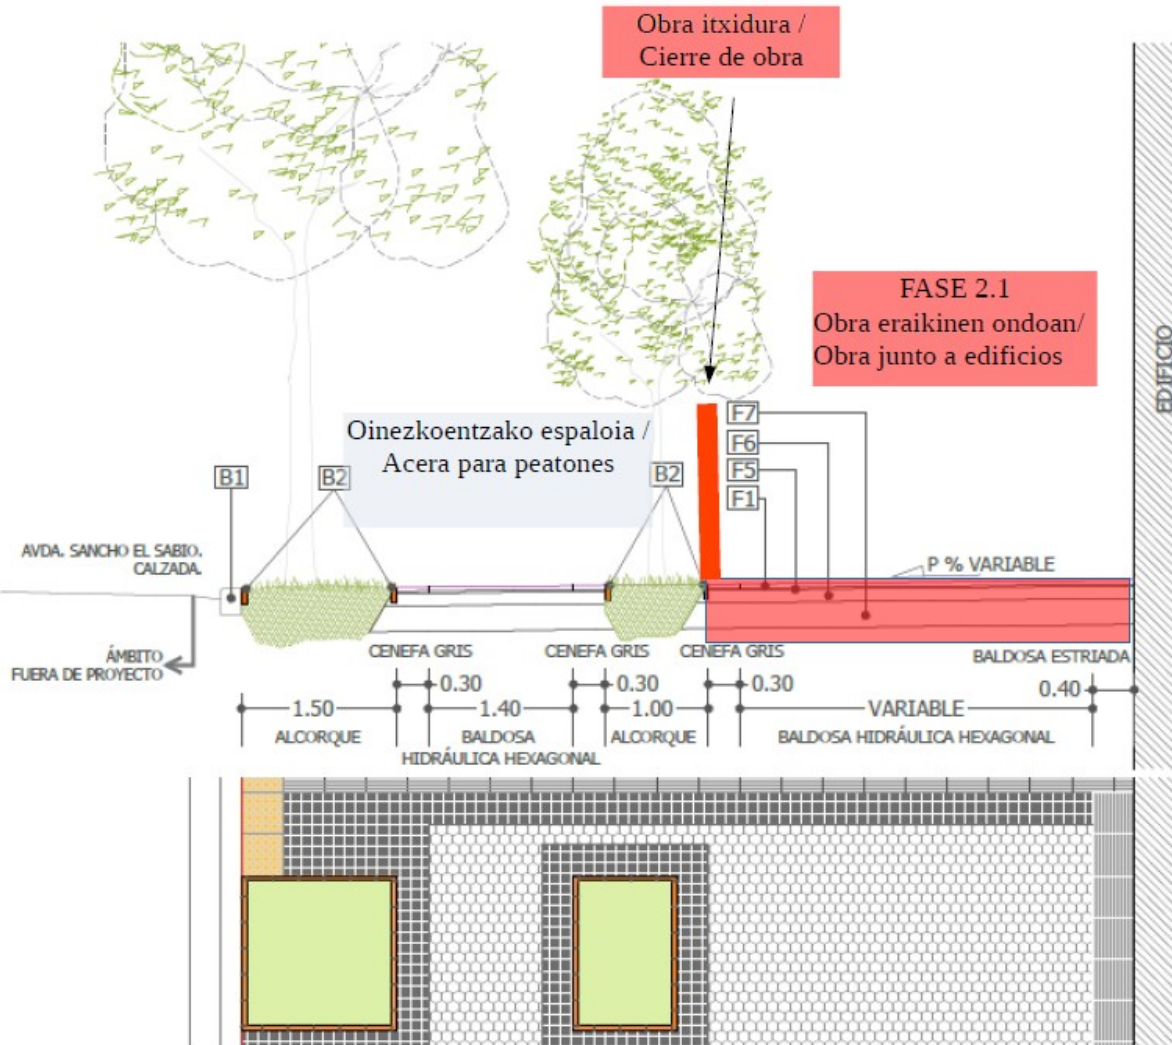 Obra itxidura /
Cierre de obra
FASE 2.1
Obra eraikinen ondoan/
Obra junto a edificios
EDIFICIO
Oinezkoentzako espaloia /
Acera para peatones
F7
F6
F5
F1
B1
B2
B2
AVDA. SANCHO EL SABIO.
CALZADA.
P % VARIABLE
ÁMBITO
FUERA DE PROYECTO
CENEFA GRIS
CENEFA GRIS
CENEFA GRIS
BALDOSA ESTRIADA
0.30
0.30
0.30
0.40
1.50
1.40
1.00
VARIABLE
ALCORQUE
BALDOSA
HIDRÁULICA HEXAGONAL
ALCORQUE
BALDOSA HIDRÁULICA HEXAGONAL